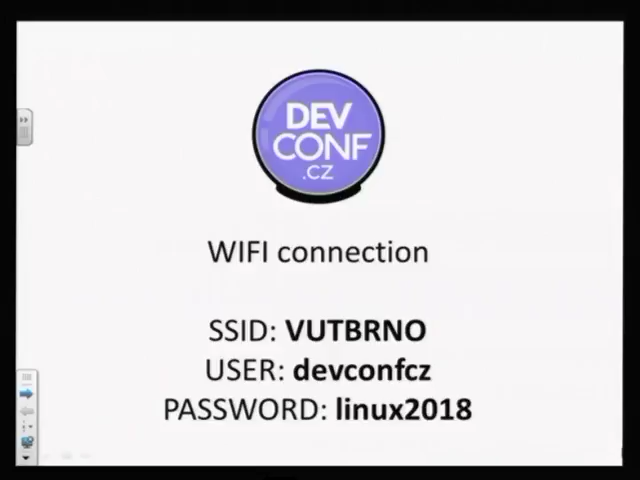 DEV
CONF
.CZ
WIFI connection
SSID: VUTBRNO
USER: devconfcz
PASSWORD: linux2018